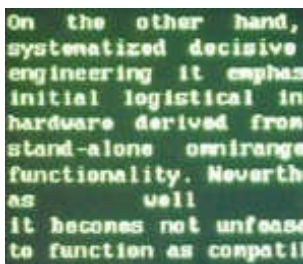 On the other hand,
systematized decisive
engineering it emphas
initial logistical in
hardware derived from
stand-alone omnirange
functionality. Neverth
as well
it becomes not unfeas
to function as compati